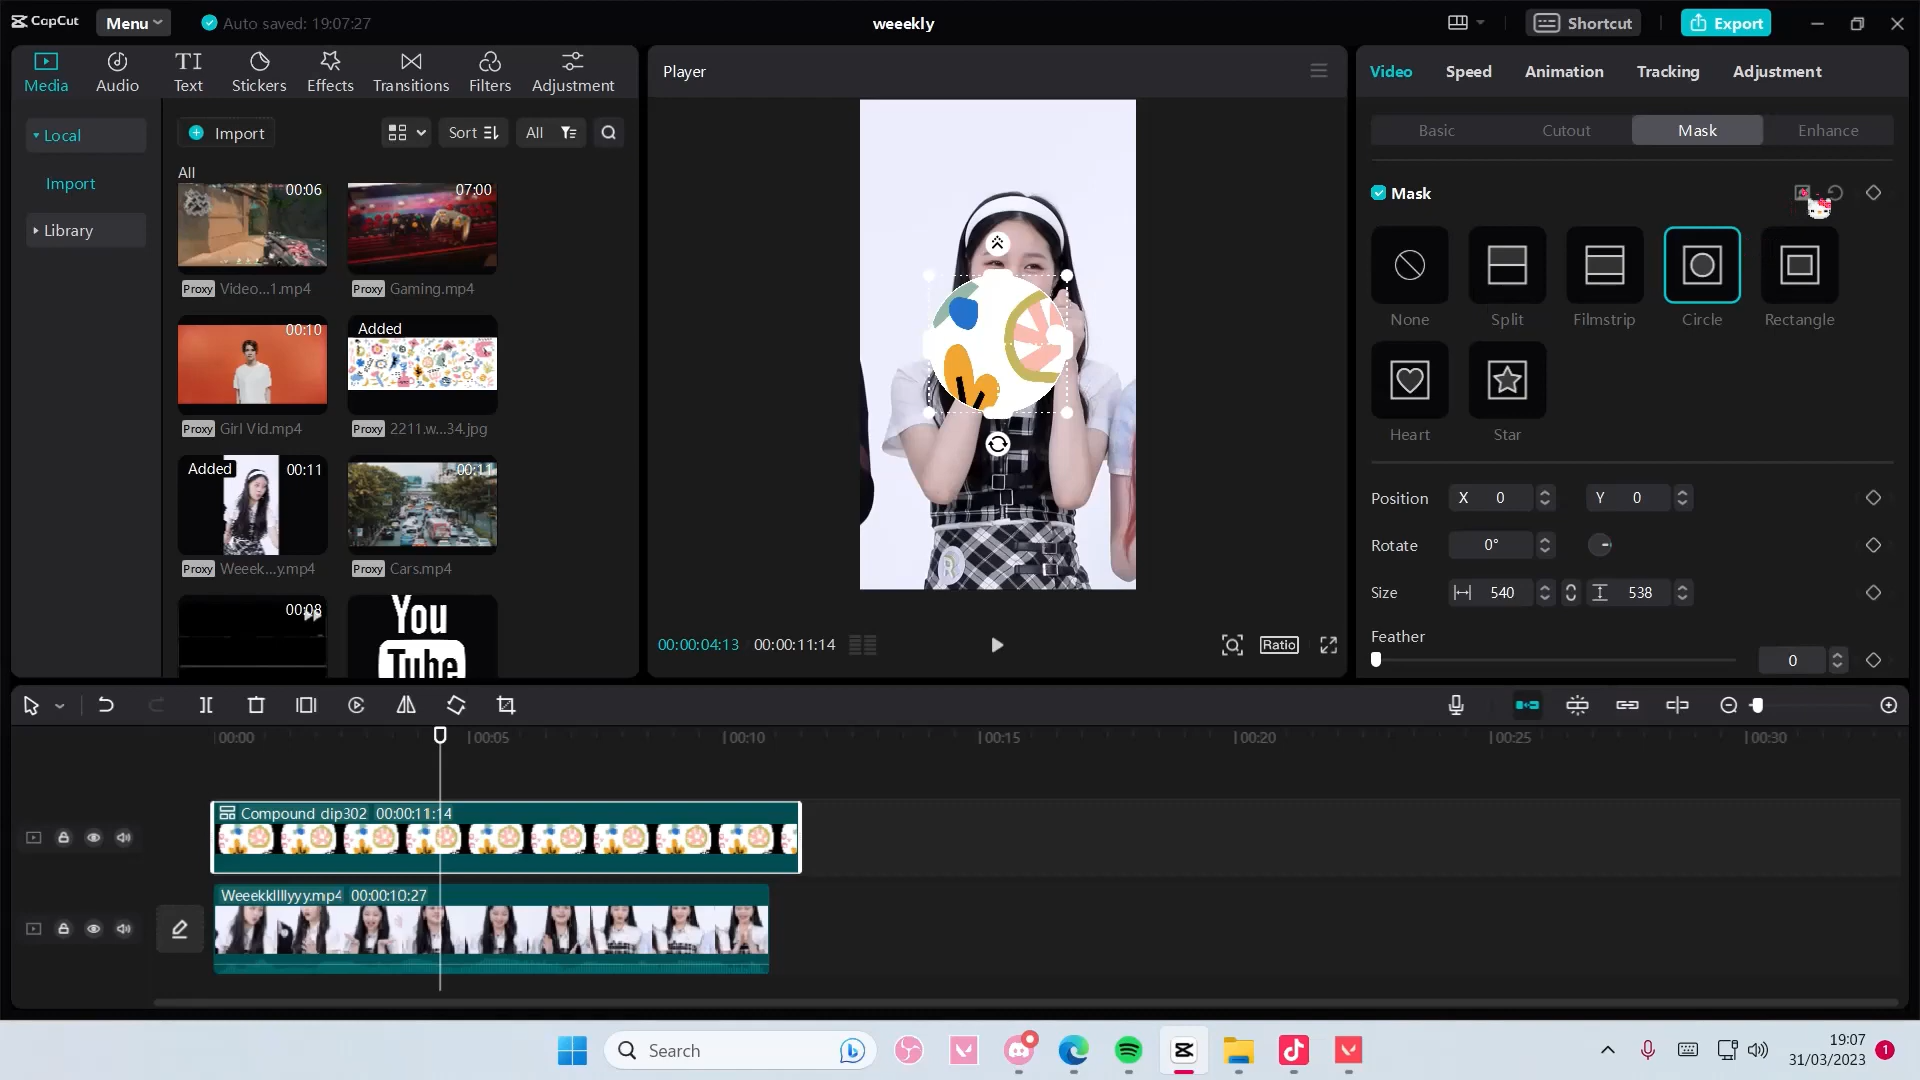 CapCut
Menu
Auto saved: 19:07:27
weeekly
Shortcut
Export
Media
Audio
Text
Stickers
Effects
Transitions
Filters
Adjustment
Local
Import
Library
Import
Sort
All
All
00:06
Proxy Video...1.mp4
07:00
Proxy Gaming.mp4
00:10
Proxy Girl Vid.mp4
Added
Proxy 2211.w...34.jpg
Added 00:11
Proxy Weeek...y.mp4
00:11
Proxy Cars.mp4
00:08
You
Tube
Player
R
00:00:04:13 00:00:11:14
Ratio
Video
Speed
Animation
Tracking
Adjustment
Basic
Cutout
Mask
Enhance
Mask
None
Split
Filmstrip
Circle
Rectangle
Heart
Star
Position X 0 Y 0
Rotate 0°
Size 540 538
Feather
0
00:00 00:05 00:10 00:15 00:20 00:25 00:30
Compound clip302 00:00:11:14
Weeekkllllyyy.mp4 00:00:10:27
Search
19:07
31/03/2023
1